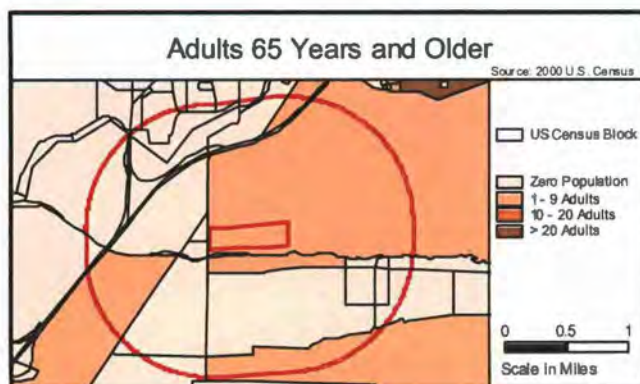 Adults 65 Years and Older
Source: 2000 U.S. Census
US Census Block
Zero Population
1 - 9 Adults
10 - 20 Adults
> 20 Adults
0 0.5 1
Scale In Miles